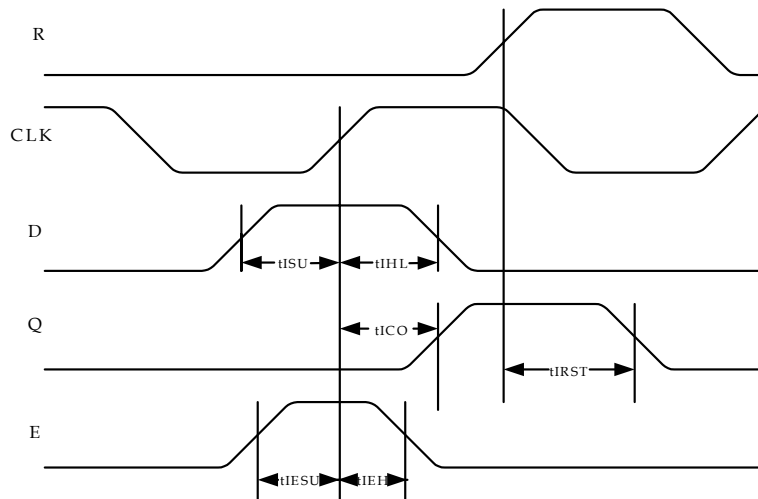 R
CLK
D
tISU tIHL
Q
tICO
tIRST
E
tIESU tIEH